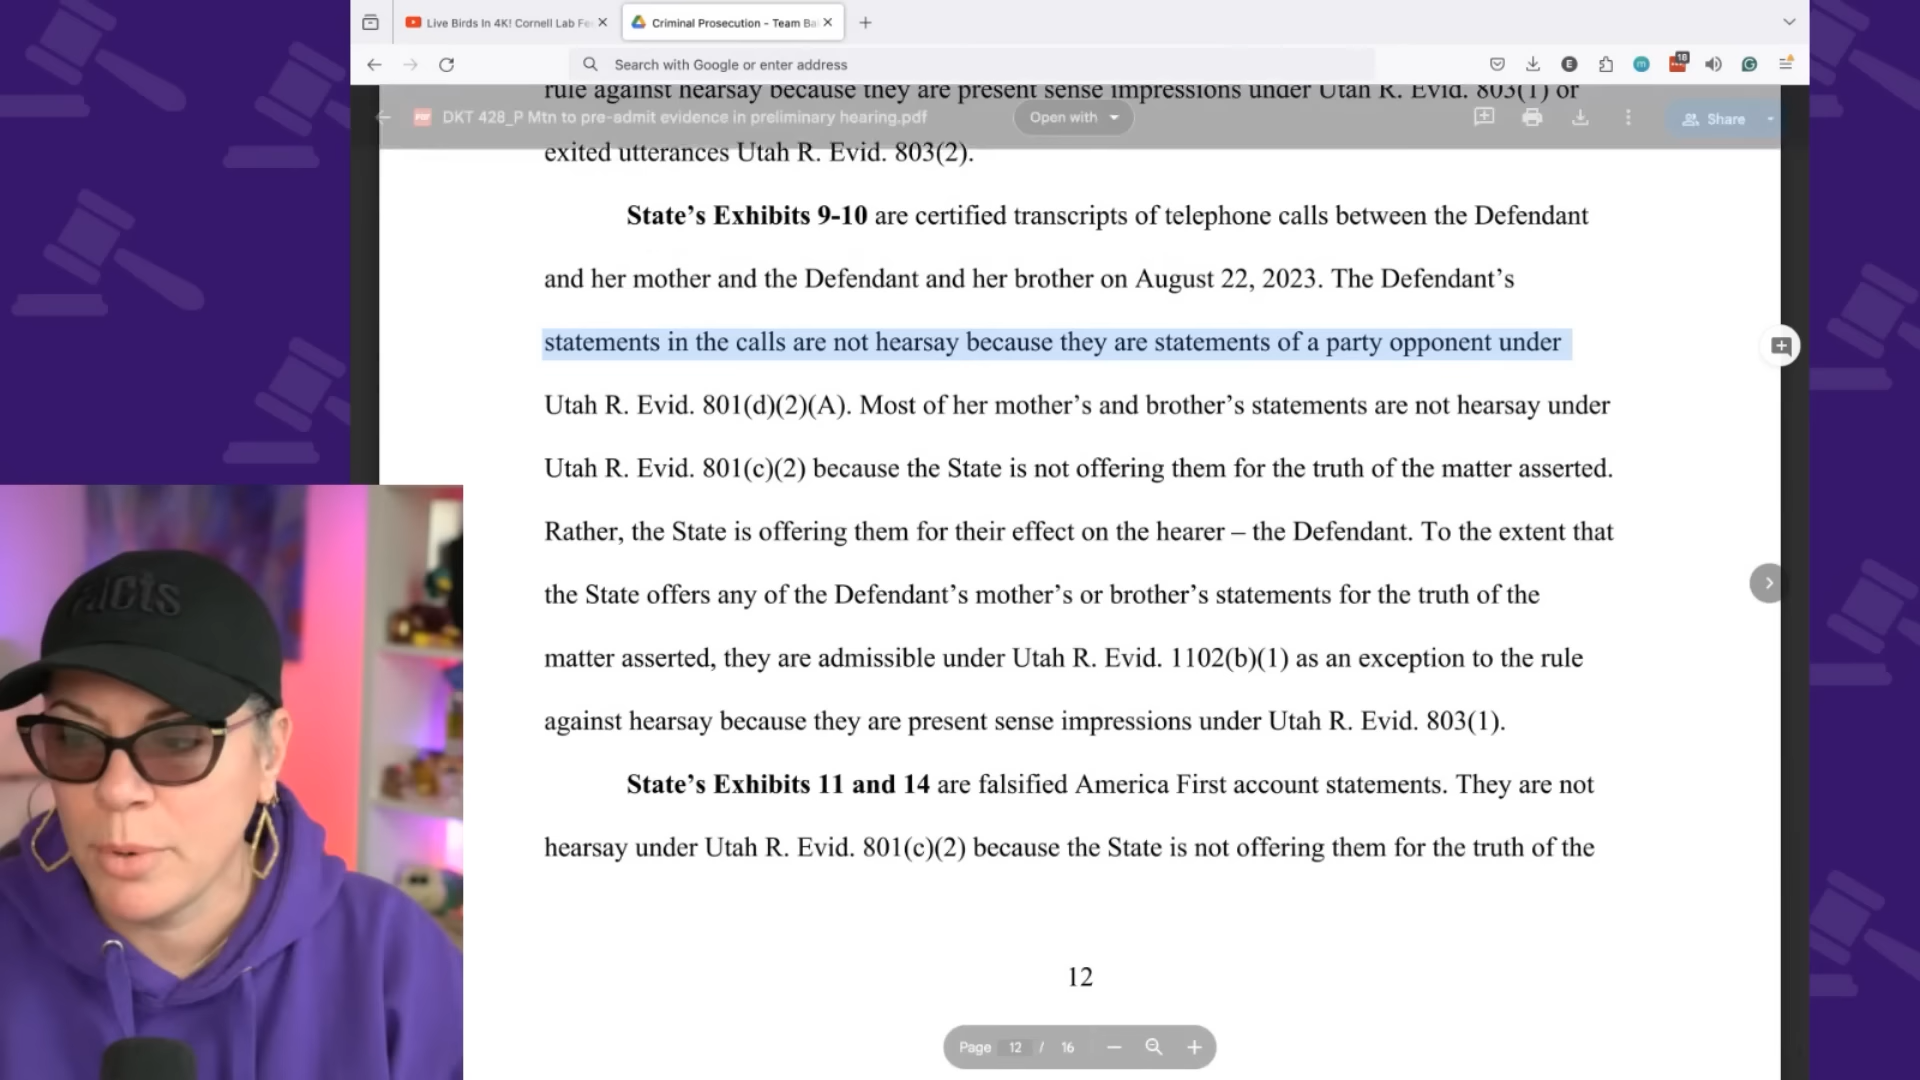 Live Birds In 4K! Cornell Lab Fe
Criminal Prosecution - Team Ba
Search with Google or enter address
18
rule against hearsay because they are present sense impressions under Utah R. Evid. 803(1) or
DKT 428_P Mtn to pre-admit evidence in preliminary hearing.pdf
Open with
Share
exited utterances Utah R. Evid. 803(2).
State's Exhibits 9-10 are certified transcripts of telephone calls between the Defendant
and her mother and the Defendant and her brother on August 22, 2023. The Defendant's
statements in the calls are not hearsay because they are statements of a party opponent under
Utah R. Evid. 801(d)(2)(A). Most of her mother's and brother's statements are not hearsay under
Utah R. Evid. 801(c)(2) because the State is not offering them for the truth of the matter asserted.
Rather, the State is offering them for their effect on the hearer – the Defendant. To the extent that
the State offers any of the Defendant's mother's or brother's statements for the truth of the
matter asserted, they are admissible under Utah R. Evid. 1102(b)(1) as an exception to the rule
against hearsay because they are present sense impressions under Utah R. Evid. 803(1).
State's Exhibits 11 and 14 are falsified America First account statements. They are not
hearsay under Utah R. Evid. 801(c)(2) because the State is not offering them for the truth of the
12
Page 12 / 16
facts